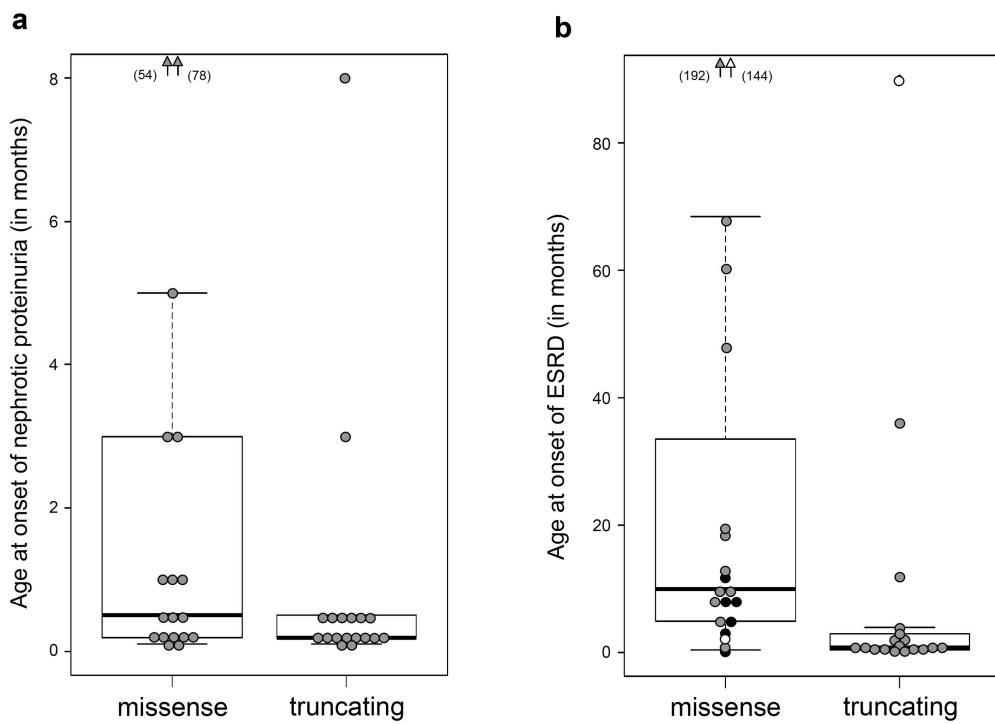 a
Age at onset of nephrotic proteinuria (in months)
8
6
4
2
0
(54) (78)
missense truncating
b
Age at onset of ESRD (in months)
80
60
40
20
0
(192) (144)
missense truncating